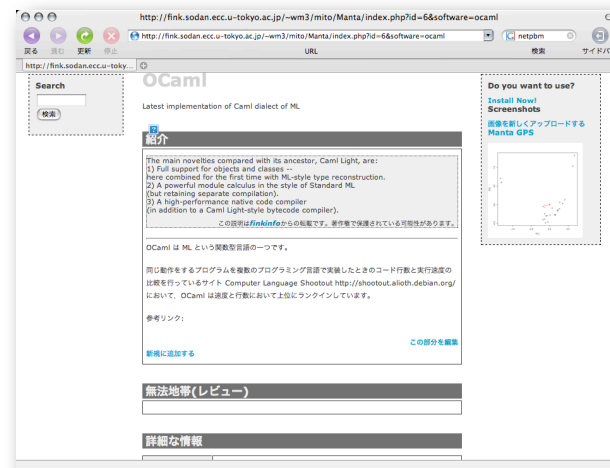 http://fink.sodan.ecc.u-tokyo.ac.jp/~wm3/mito/Manta/index.php?id=6&software=ocaml
http://fink.sodan.ecc.u-tokyo.ac.jp/~wm3/mito/Manta/index.php?id=6&software=ocaml
netpbm
戻る 進む 更新 停止 URL 検索 サイドバ
http://fink.sodan.ecc.u-toky...
Search
検索
OCaml
Latest implementation of Caml dialect of ML
?
紹介
The main novelties compared with its ancestor, Caml Light, are:
1) Full support for objects and classes --
here combined for the first time with ML-style type reconstruction.
2) A powerful module calculus in the style of Standard ML
(but retaining separate compilation).
3) A high-performance native code compiler
(in addition to a Caml Light-style bytecode compiler).
この説明はfinkinfoからの転載です。著作権で保護されている可能性があります。
OCaml は ML という関数型言語の一つです。
同じ動作をするプログラムを複数のプログラミング言語で実装したときのコード行数と実行速度の
比較を行っているサイト Computer Language Shootout http://shootout.alioth.debian.org/
において、OCaml は速度と行数において上位にランクインしています。
参考リンク:
この部分を編集
新規に追加する
無法地帯(レビュー)
詳細な情報
Do you want to use?
Install Now!
Screenshots
画像を新しくアップロードする
Manta GPS